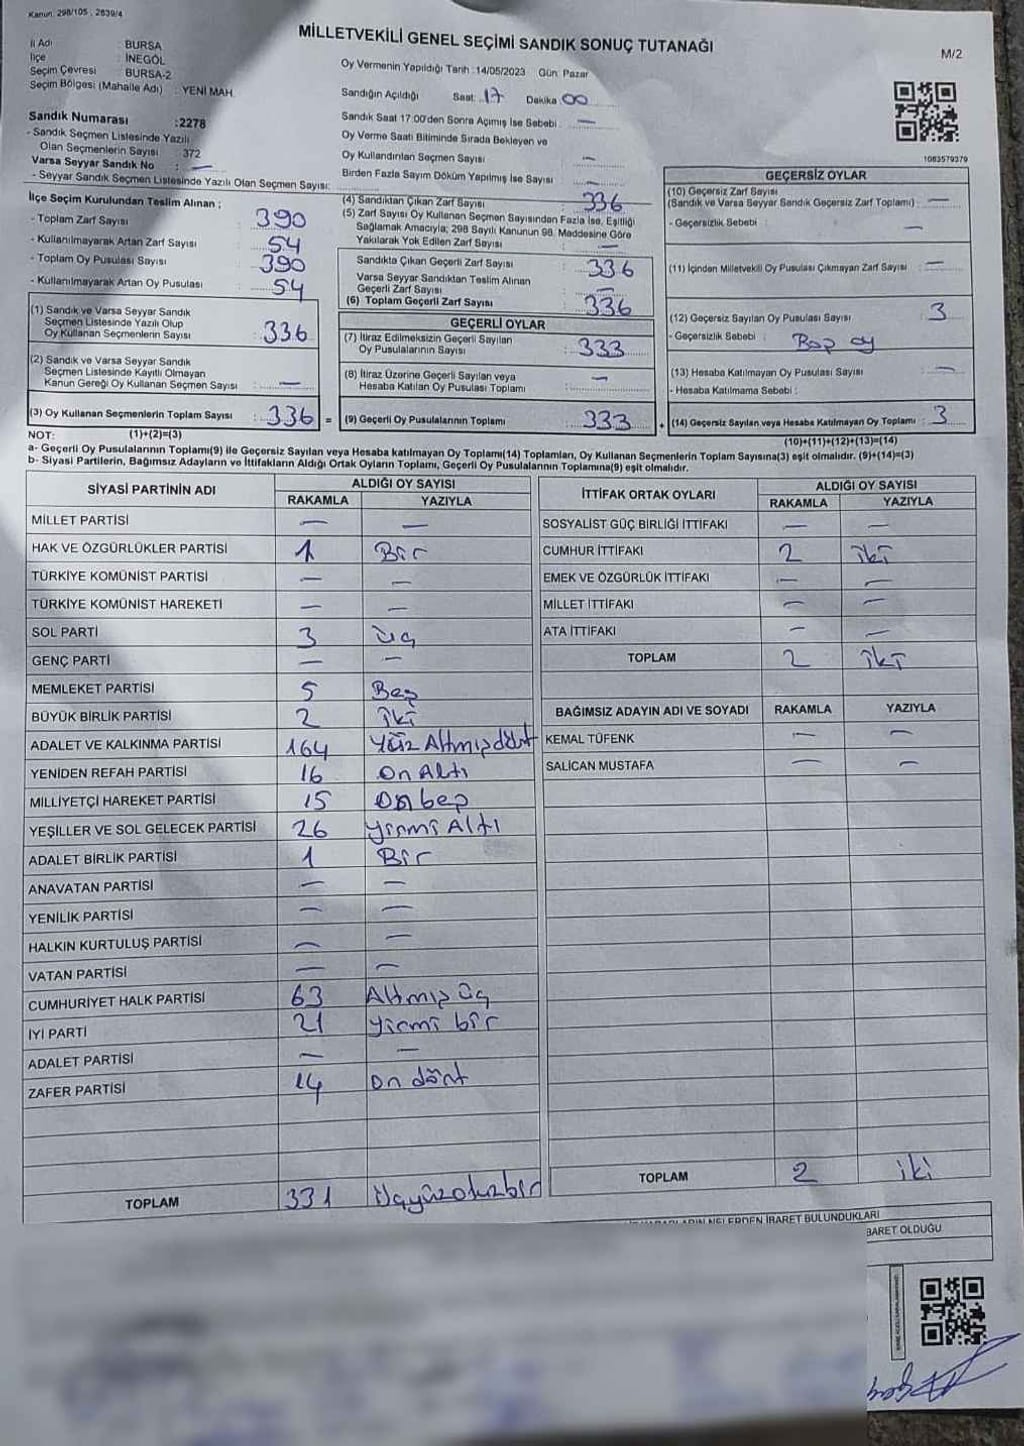 Kanun: 298/105 , 2839/4
MİLLETVEKİLİ GENEL SEÇİMİ SANDIK SONUÇ TUTANAĞI
M/2
İl Adı : BURSA
İlçe : İNEGÖL
Seçim Çevresi : BURSA-2
Seçim Bölgesi (Mahalle Adı) : YENİ MAH.
Oy Vermenin Yapıldığı Tarih :14/05/2023 Gün: Pazar
Sandığın Açıldığı Saat: 17 Dakika 00
Sandık Saat 17:00'den Sonra Açımış İse Sebebi : —
Oy Verme Saati Bitiminde Sırada Bekleyen ve
Oy Kullandırılan Seçmen Sayısı : —
Birden Fazla Sayım Döküm Yapılmış İse Sayısı : —
1063579379
Sandık Numarası :2278
- Sandık Seçmen Listesinde Yazılı
Olan Seçmenlerin Sayısı : 372
Varsa Seyyar Sandık No : —
- Seyyar Sandık Seçmen Listesinde Yazılı Olan Seçmen Sayısı:
İlçe Seçim Kurulundan Teslim Alınan ;
- Toplam Zarf Sayısı : 390
- Kullanılmayarak Artan Zarf Sayısı : 54
- Toplam Oy Pusulası Sayısı : 390
- Kullanılmayarak Artan Oy Pusulası : 54
(1) Sandık ve Varsa Seyyar Sandık
Seçmen Listesinde Yazılı Olup
Oy Kullanan Seçmenlerin Sayısı : 336
(2) Sandık ve Varsa Seyyar Sandık
Seçmen Listesinde Kayıtlı Olmayan
Kanun Gereği Oy Kullanan Seçmen Sayısı : —
(3) Oy Kullanan Seçmenlerin Toplam Sayısı : 336 =
(4) Sandıktan Çıkan Zarf Sayısı : 336
(5) Zarf Sayısı Oy Kullanan Seçmen Sayısından Fazla İse, Eşitliği
Sağlamak Amacıyla; 298 Sayılı Kanunun 98. Maddesine Göre
Yakılarak Yok Edilen Zarf Sayısı : —
Sandıkta Çıkan Geçerli Zarf Sayısı : 336
Varsa Seyyar Sandıktan Teslim Alınan
Geçerli Zarf Sayısı : —
(6) Toplam Geçerli Zarf Sayısı : 336
GEÇERLİ OYLAR
(7) İtiraz Edilmeksizin Geçerli Sayılan
Oy Pusulalarının Sayısı : 333
(8) İtiraz Üzerine Geçerli Sayılan veya
Hesaba Katılan Oy Pusulası Toplamı : —
(9) Geçerli Oy Pusulalarının Toplamı : 333 +
GEÇERSİZ OYLAR
(10) Geçersiz Zarf Sayısı
(Sandık ve Varsa Seyyar Sandık Geçersiz Zarf Toplamı) : —
- Geçersizlik Sebebi : —
(11) İçinden Milletvekili Oy Pusulası Çıkmayan Zarf Sayısı : —
(12) Geçersiz Sayılan Oy Pusulası Sayısı : 3
- Geçersizlik Sebebi : Boş oy
(13) Hesaba Katılmayan Oy Pusulası Sayısı : —
- Hesaba Katılmama Sebebi :
(14) Geçersiz Sayılan veya Hesaba Katılmayan Oy Toplamı : 3
NOT: (1)+(2)=(3)
(10)+(11)+(12)+(13)=(14)
a- Geçerli Oy Pusulalarının Toplamı(9) ile Geçersiz Sayılan veya Hesaba katılmayan Oy Toplamı(14) Toplamları, Oy Kullanan Seçmenlerin Toplam Sayısına(3) eşit olmalıdır. (9)+(14)=(3)
b- Siyasi Partilerin, Bağımsız Adayların ve İttifakların Aldığı Ortak Oyların Toplamı, Geçerli Oy Pusulalarının Toplamına(9) eşit olmalıdır.
SİYASİ PARTİNİN ADI ALDIĞI OY SAYISI
RAKAMLA YAZIYLA
MİLLET PARTİSİ — —
HAK VE ÖZGÜRLÜKLER PARTİSİ 1 Bir
TÜRKİYE KOMÜNİST PARTİSİ — —
TÜRKİYE KOMÜNİST HAREKETİ — —
SOL PARTİ 3 üç
GENÇ PARTİ — —
MEMLEKET PARTİSİ 5 Beş
BÜYÜK BİRLİK PARTİSİ 2 iki
ADALET VE KALKINMA PARTİSİ 164 Yüz Altmışdört
YENİDEN REFAH PARTİSİ 16 On Altı
MİLLİYETÇİ HAREKET PARTİSİ 15 On beş
YEŞİLLER VE SOL GELECEK PARTİSİ 26 Yirmi Altı
ADALET BİRLİK PARTİSİ 1 Bir
ANAVATAN PARTİSİ — —
YENİLİK PARTİSİ — —
HALKIN KURTULUŞ PARTİSİ — —
VATAN PARTİSİ — —
CUMHURİYET HALK PARTİSİ 63 Altmış üç
İYİ PARTİ 21 Yirmi bir
ADALET PARTİSİ — —
ZAFER PARTİSİ 14 On dört
TOPLAM 331 Üçyüzotuzbir
İTTİFAK ORTAK OYLARI ALDIĞI OY SAYISI
RAKAMLA YAZIYLA
SOSYALİST GÜÇ BİRLİĞİ İTTİFAKI — —
CUMHUR İTTİFAKI 2 iki
EMEK VE ÖZGÜRLÜK İTTİFAKI — —
MİLLET İTTİFAKI — —
ATA İTTİFAKI — —
TOPLAM 2 iki
BAĞIMSIZ ADAYIN ADI VE SOYADI RAKAMLA YAZIYLA
KEMAL TÜFENK — —
SALİCAN MUSTAFA — —
TOPLAM 2 iki
NELERDEN İBARET BULUNDUKLARI
BARET OLDUĞU